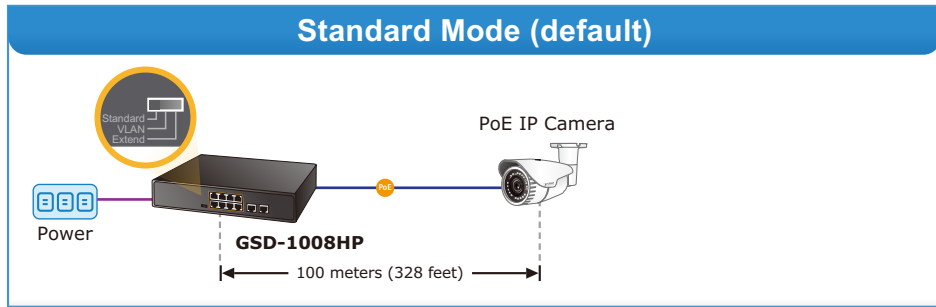 Standard Mode (default)
Standard
VLAN
Extend
PoE IP Camera
PoE
Power
GSD-1008HP
100 meters (328 feet)